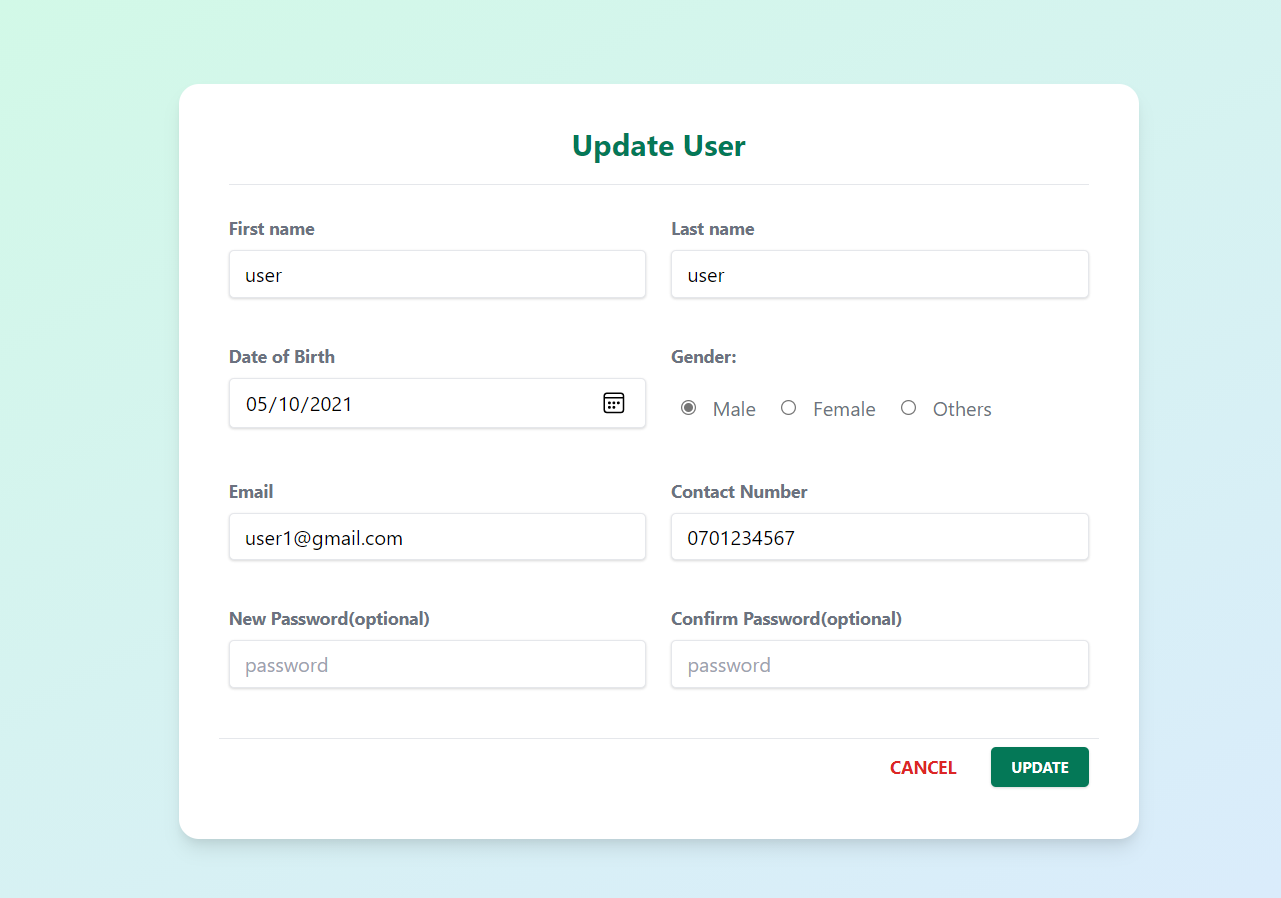 Update User
First name Last name
user user
Date of Birth Gender:
05/10/2021 Male Female Others
Email Contact Number
user1@gmail.com 0701234567
New Password(optional) Confirm Password(optional)
password password
CANCEL UPDATE